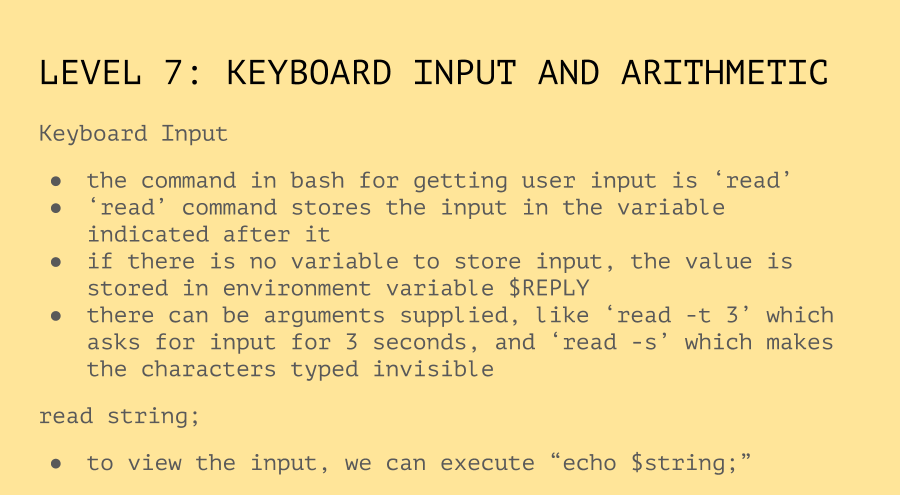 LEVEL 7: KEYBOARD INPUT AND ARITHMETIC
Keyboard Input
● the command in bash for getting user input is ‘read’
● ‘read’ command stores the input in the variable
indicated after it
● if there is no variable to store input, the value is
stored in environment variable $REPLY
● there can be arguments supplied, like ‘read -t 3’ which
asks for input for 3 seconds, and ‘read -s’ which makes
the characters typed invisible
read string;
● to view the input, we can execute “echo $string;”